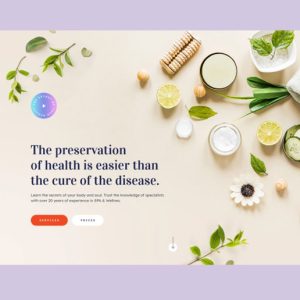 The preservation
of health is easier than
the cure of the disease.
Learn the secrets of your body and soul. Trust the knowledge of specialists
with over 20 years of experience in SPA & Wellnes.
SERVICES
PRICES